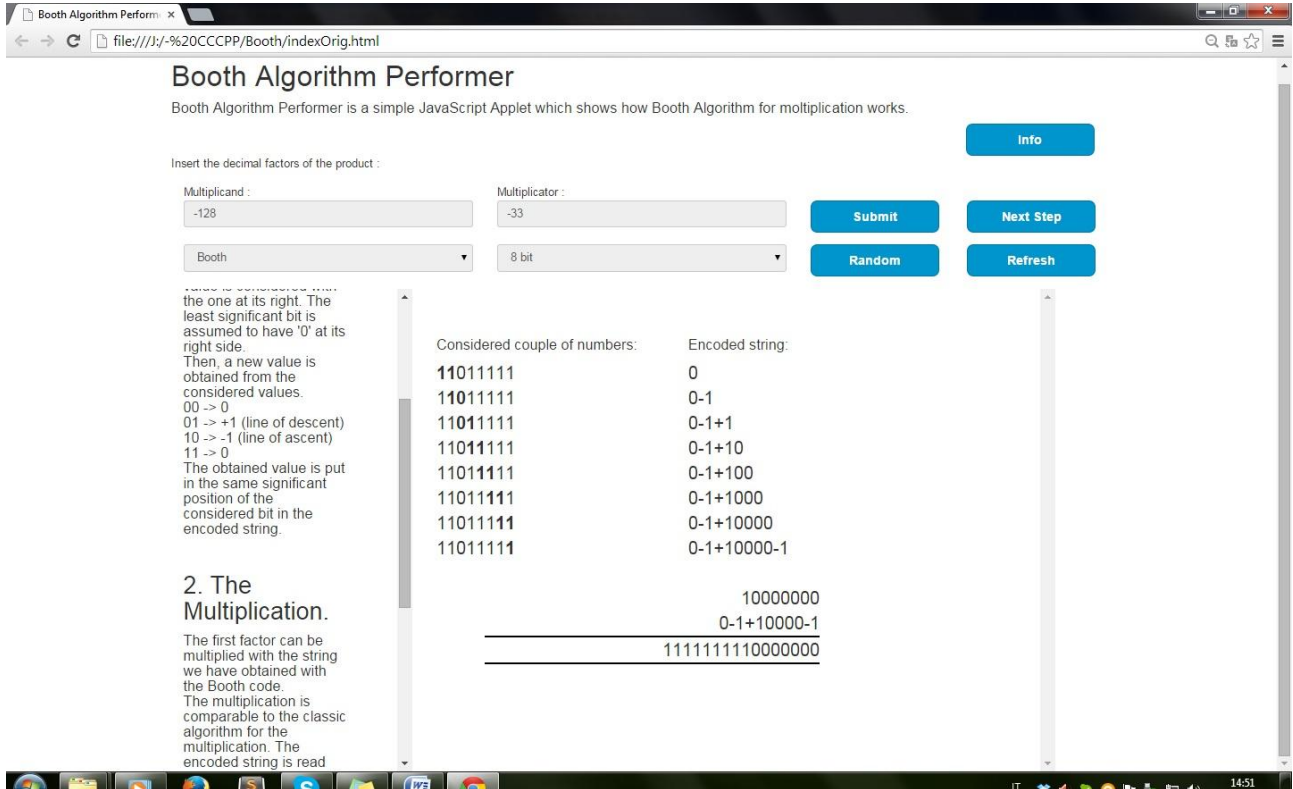 Booth Algorithm Perform
file:///J:/-%20CCCPP/Booth/indexOrig.html
Booth Algorithm Performer
Booth Algorithm Performer is a simple JavaScript Applet which shows how Booth Algorithm for moltiplication works.
Info
Insert the decimal factors of the product :
Multiplicand : Multiplicator :
-128 -33 Submit Next Step
Booth 8 bit Random Refresh
value is considered with
the one at its right. The
least significant bit is
assumed to have '0' at its
right side.
Then, a new value is
obtained from the
considered values.
00 -> 0
01 -> +1 (line of descent)
10 -> -1 (line of ascent)
11 -> 0
The obtained value is put
in the same significant
position of the
considered bit in the
encoded string.
2. The
Multiplication.
The first factor can be
multiplied with the string
we have obtained with
the Booth code.
The multiplication is
comparable to the classic
algorithm for the
multiplication. The
encoded string is read
Considered couple of numbers: Encoded string:
11011111 0
11011111 0-1
11011111 0-1+1
11011111 0-1+10
11011111 0-1+100
11011111 0-1+1000
11011111 0-1+10000
11011111 0-1+10000-1
10000000
0-1+10000-1
1111111110000000
IT 14:51